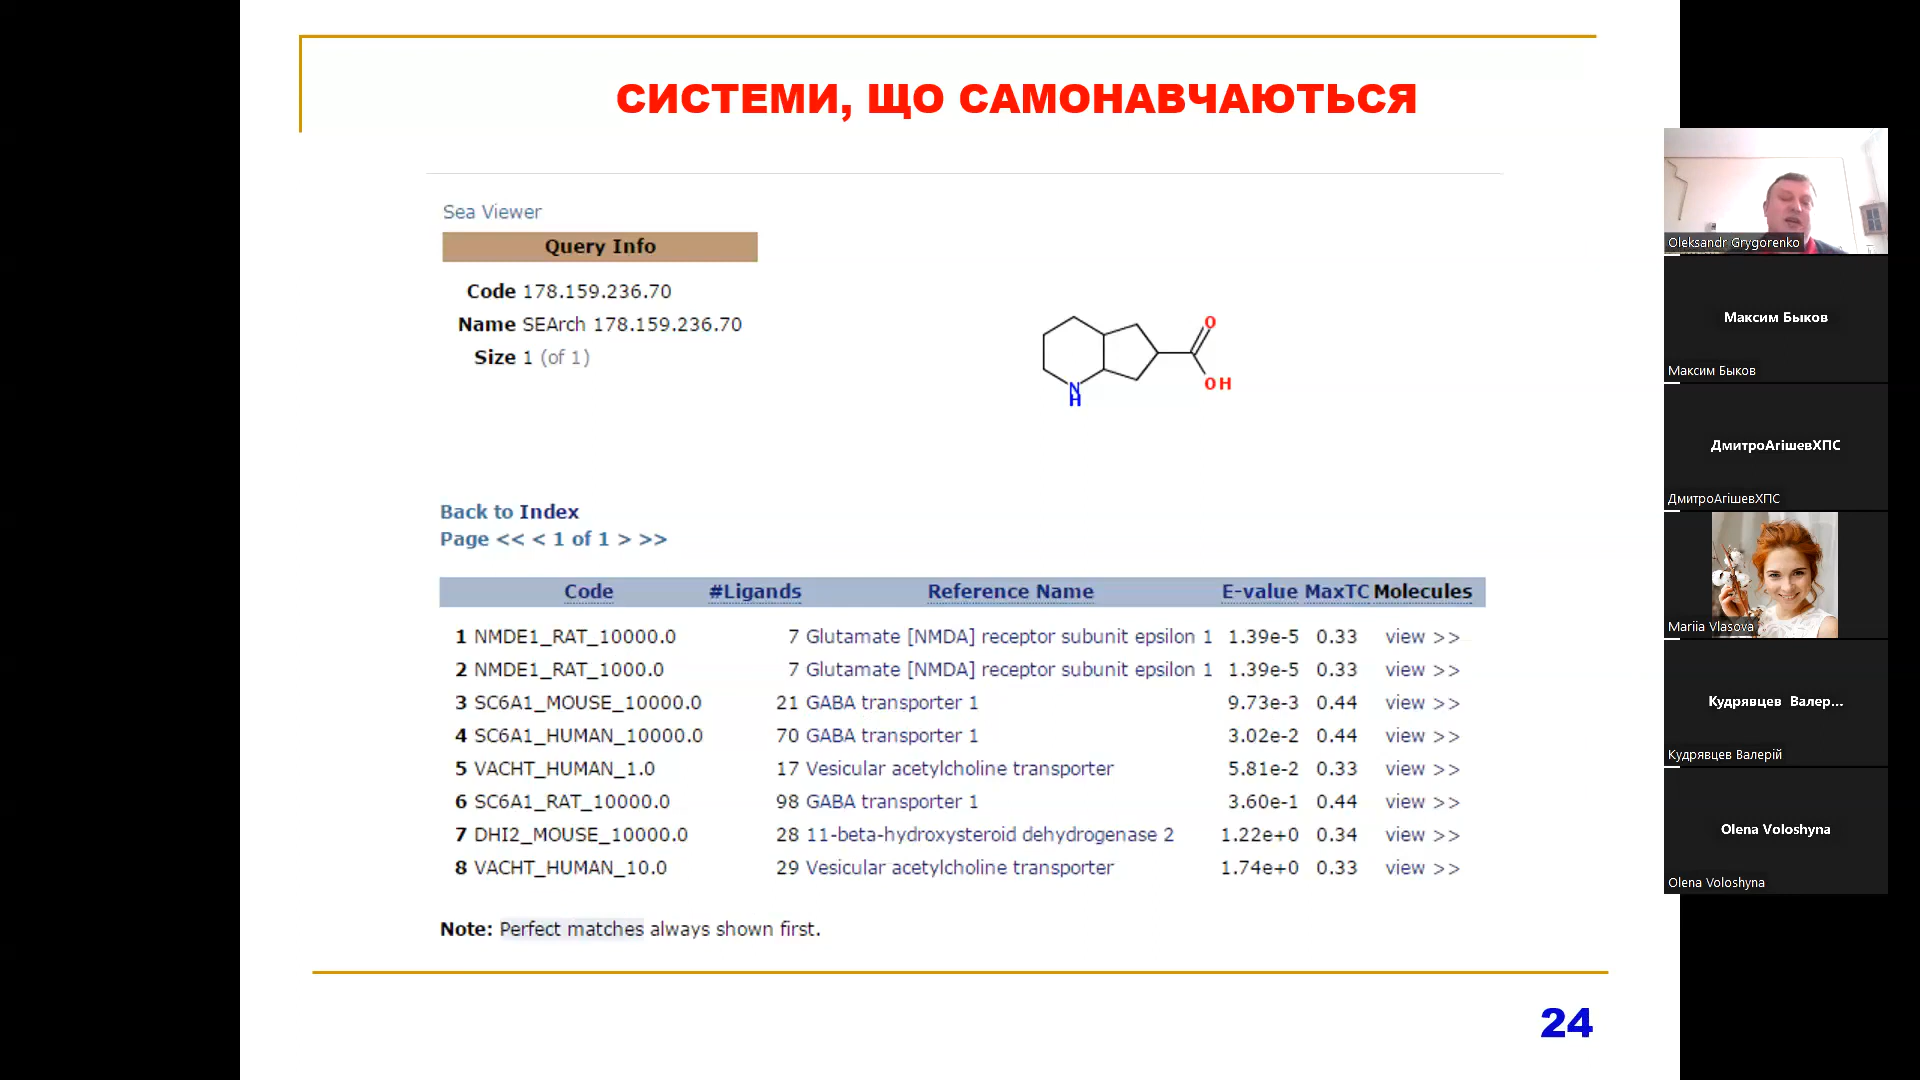 СИСТЕМИ, ЩО САМОНАВЧАЮТЬСЯ
Sea Viewer
Query Info
Code 178.159.236.70
Name SEArch 178.159.236.70
Size 1 (of 1)
O
OH
N
H
Back to Index
Page << < 1 of 1 > >>
Code #Ligands Reference Name E-value MaxTC Molecules
1 NMDE1_RAT_10000.0 7 Glutamate [NMDA] receptor subunit epsilon 1 1.39e-5 0.33 view >>
2 NMDE1_RAT_1000.0 7 Glutamate [NMDA] receptor subunit epsilon 1 1.39e-5 0.33 view >>
3 SC6A1_MOUSE_10000.0 21 GABA transporter 1 9.73e-3 0.44 view >>
4 SC6A1_HUMAN_10000.0 70 GABA transporter 1 3.02e-2 0.44 view >>
5 VACHT_HUMAN_1.0 17 Vesicular acetylcholine transporter 5.81e-2 0.33 view >>
6 SC6A1_RAT_10000.0 98 GABA transporter 1 3.60e-1 0.44 view >>
7 DHI2_MOUSE_10000.0 28 11-beta-hydroxysteroid dehydrogenase 2 1.22e+0 0.34 view >>
8 VACHT_HUMAN_10.0 29 Vesicular acetylcholine transporter 1.74e+0 0.33 view >>
Note: Perfect matches always shown first.
24
Oleksandr Grygorenko
Максим Быков
Максим Быков
ДмитроАгішевХПС
ДмитроАгішевХПС
Mariia Vlasova
Кудрявцев Валер...
Кудрявцев Валерій
Olena Voloshyna
Olena Voloshyna